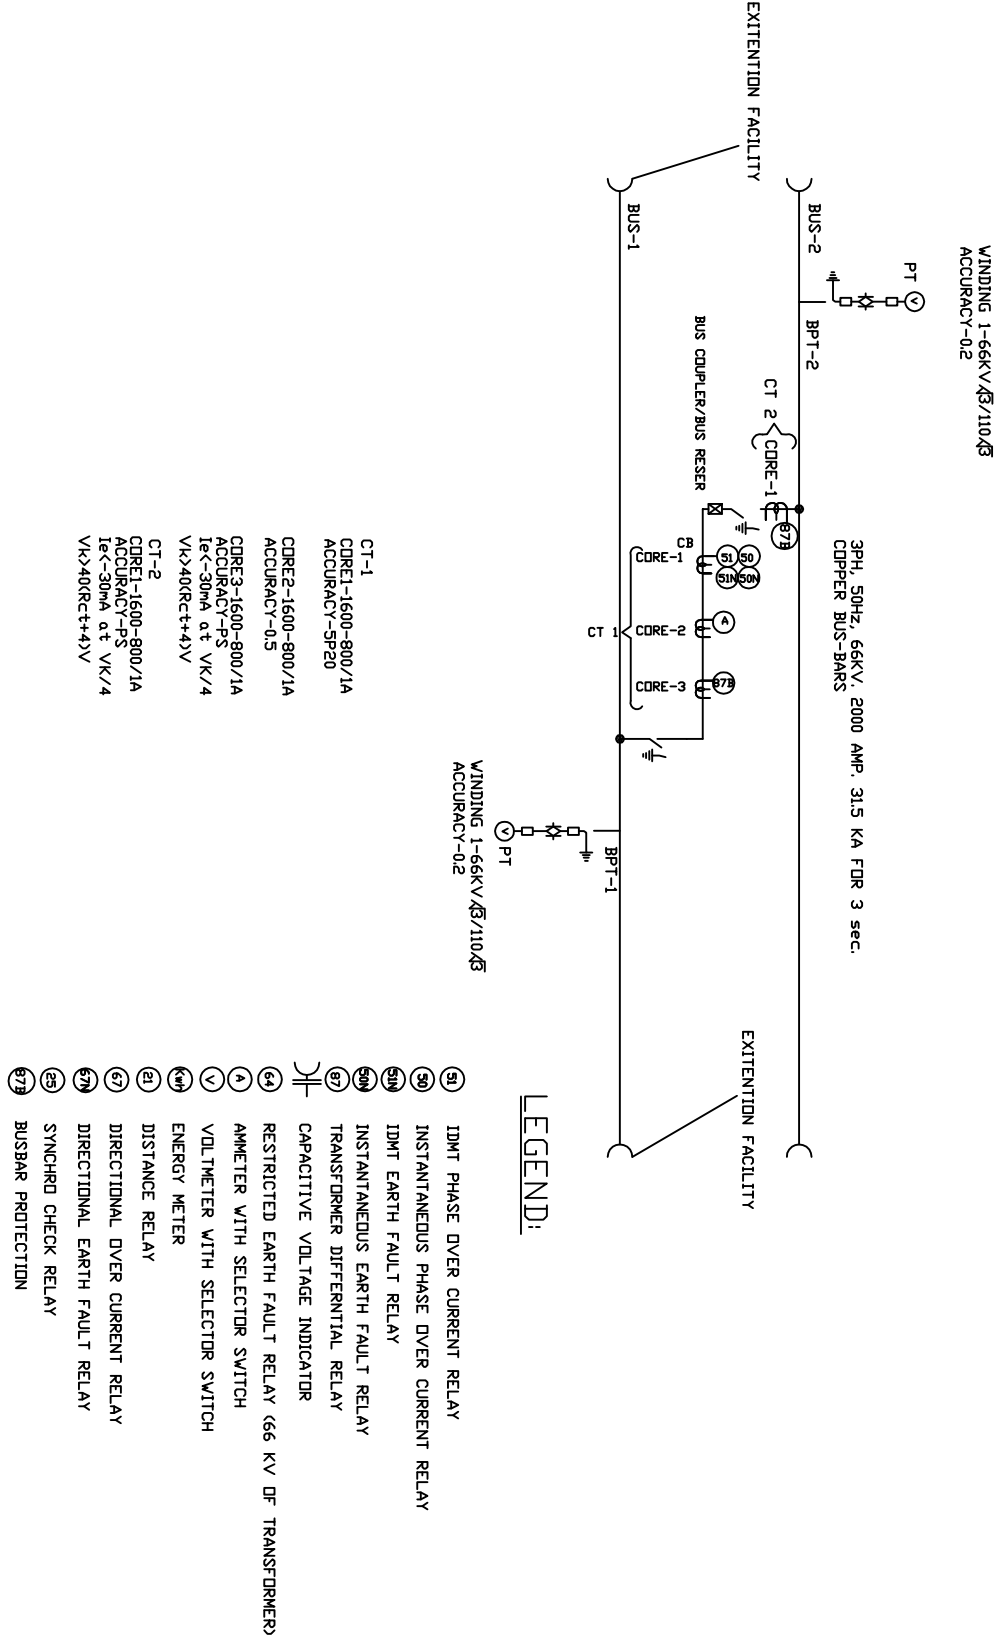 WINDING 1-66KV/√3/110/√3
ACCURACY-0.2
PT
V
BUS-2
BPT-2
EXITENTION FACILITY
3PH, 50Hz, 66KV. 2000 AMP. 31.5 KA FOR 3 sec.
COPPER BUS-BARS
EXITENTION FACILITY
CT 2
CORE-1
87B
BUS COUPLER/BUS RESER
CB
51
50
51N
50N
A
87B
CORE-1
CORE-2
CORE-3
CT 1
BUS-1
BPT-1
PT
V
WINDING 1-66KV/√3/110/√3
ACCURACY-0.2
CT-1
CORE1-1600-800/1A
ACCURACY-5P20
CORE2-1600-800/1A
ACCURACY-0.5
CORE3-1600-800/1A
ACCURACY-PS
Ie<-30mA at VK/4
Vk>40(Rct+4)V
CT-2
CORE1-1600-800/1A
ACCURACY-PS
Ie<-30mA at VK/4
Vk>40(Rct+4)V
LEGEND:
51 IDMT PHASE OVER CURRENT RELAY
50 INSTANTANEOUS PHASE OVER CURRENT RELAY
51N IDMT EARTH FAULT RELAY
50N INSTANTANEOUS EARTH FAULT RELAY
87 TRANSFORMER DIFFERNTIAL RELAY
CAPACITIVE VOLTAGE INDICATOR
64 RESTRICTED EARTH FAULT RELAY (66 KV OF TRANSFORMER)
A AMMETER WITH SELECTOR SWITCH
V VOLTMETER WITH SELECTOR SWITCH
KWH ENERGY METER
21 DISTANCE RELAY
67 DIRECTIONAL OVER CURRENT RELAY
67N DIRECTIONAL EARTH FAULT RELAY
25 SYNCHRO CHECK RELAY
87B BUSBAR PROTECTION